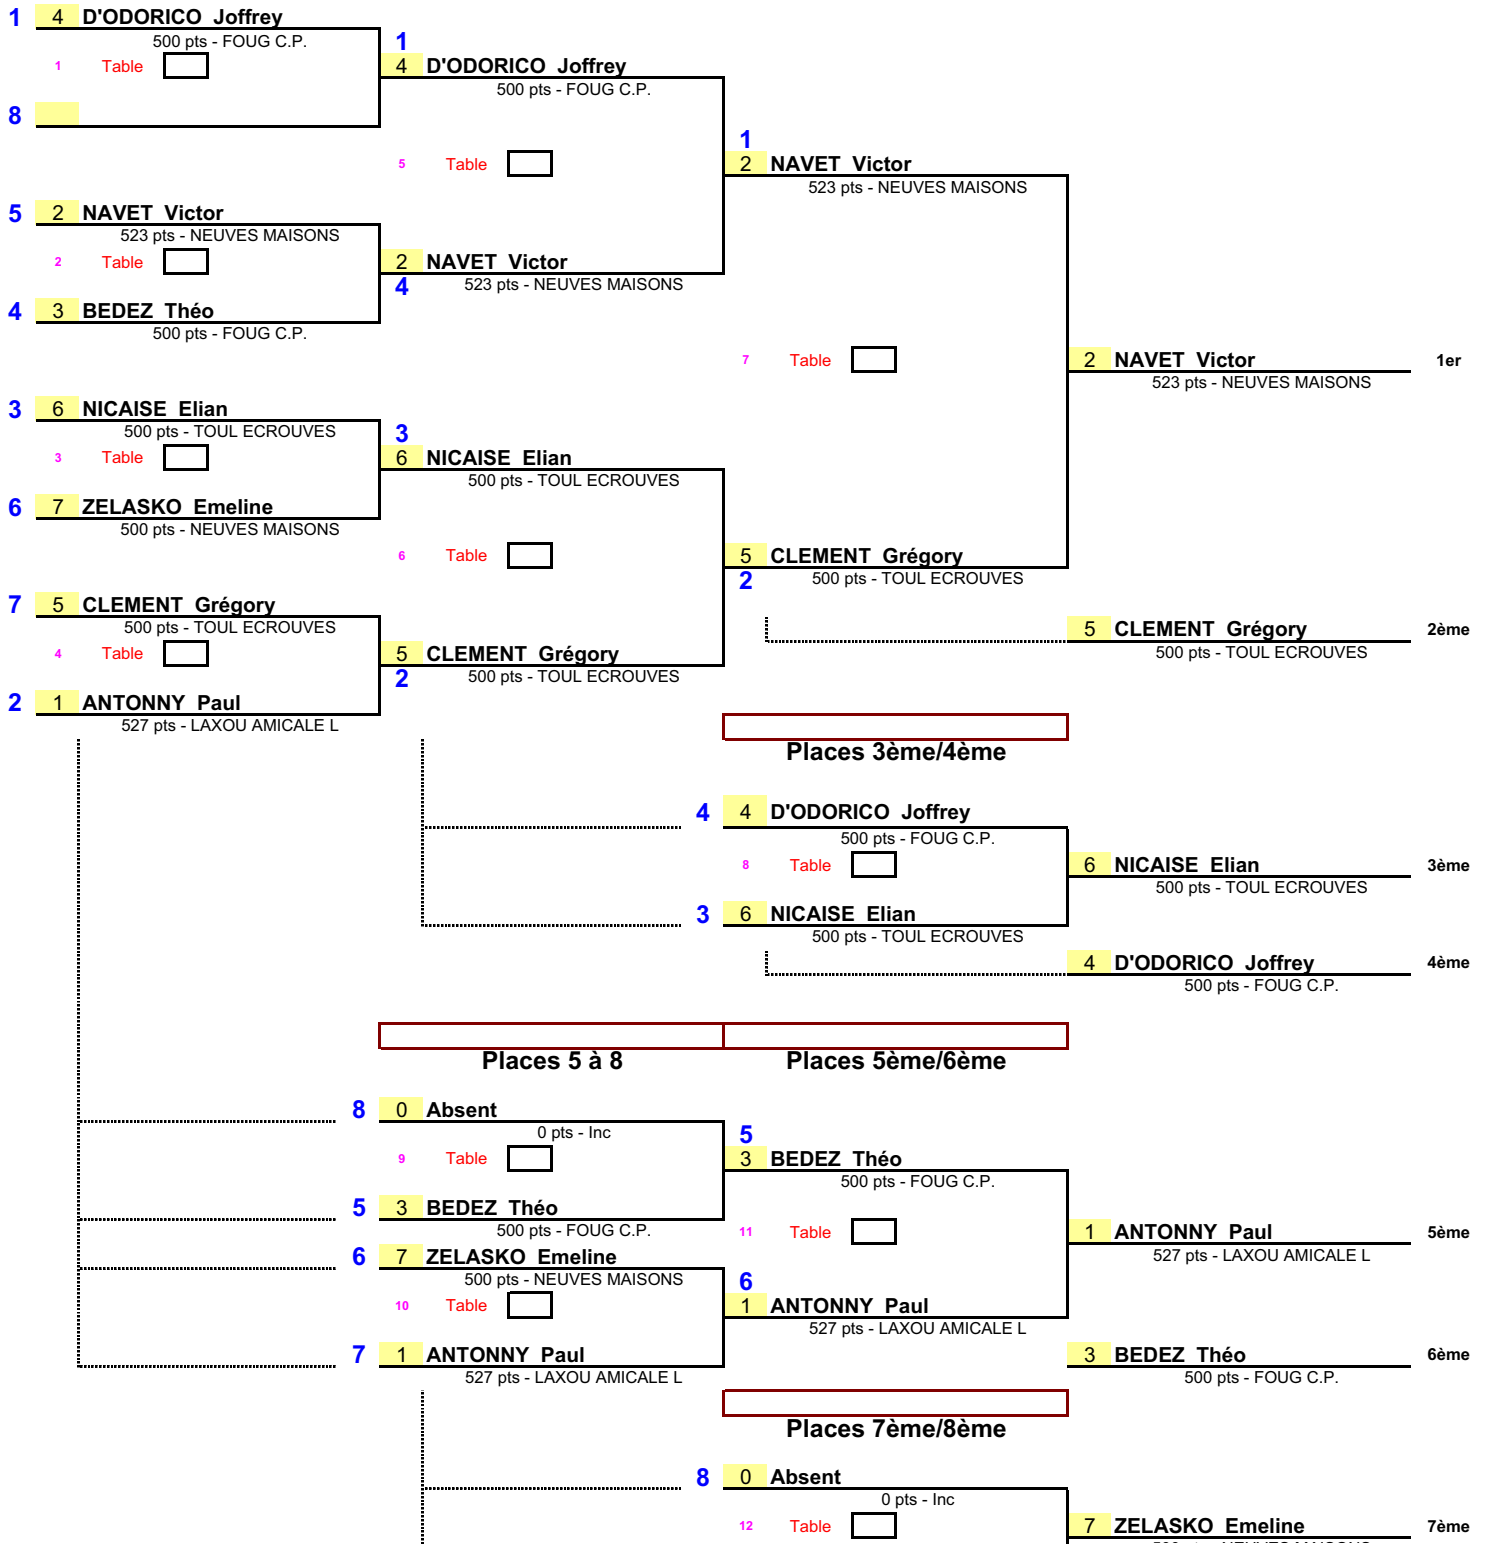 1 4 D'ODORICO Joffrey
500 pts - FOUG C.P.
1
1 Table
4 D'ODORICO Joffrey
500 pts - FOUG C.P.
8
1
5 Table
2 NAVET Victor
523 pts - NEUVES MAISONS
5 2 NAVET Victor
523 pts - NEUVES MAISONS
2 Table
2 NAVET Victor
4 523 pts - NEUVES MAISONS
4 3 BEDEZ Théo
500 pts - FOUG C.P.
7 Table
2 NAVET Victor 1er
523 pts - NEUVES MAISONS
3 6 NICAISE Elian
500 pts - TOUL ECROUVES
3
3 Table
6 NICAISE Elian
500 pts - TOUL ECROUVES
6 7 ZELASKO Emeline
500 pts - NEUVES MAISONS
6 Table
5 CLEMENT Grégory
2 500 pts - TOUL ECROUVES
7 5 CLEMENT Grégory
500 pts - TOUL ECROUVES
5 CLEMENT Grégory 2ème
500 pts - TOUL ECROUVES
4 Table
5 CLEMENT Grégory
2 500 pts - TOUL ECROUVES
2 1 ANTONNY Paul
527 pts - LAXOU AMICALE L
Places 3ème/4ème
4 4 D'ODORICO Joffrey
500 pts - FOUG C.P.
8 Table
6 NICAISE Elian 3ème
500 pts - TOUL ECROUVES
3 6 NICAISE Elian
500 pts - TOUL ECROUVES
4 D'ODORICO Joffrey 4ème
500 pts - FOUG C.P.
Places 5 à 8 Places 5ème/6ème
8 0 Absent
0 pts - Inc
5
9 Table
3 BEDEZ Théo
500 pts - FOUG C.P.
5 3 BEDEZ Théo
500 pts - FOUG C.P.
11 Table
1 ANTONNY Paul 5ème
527 pts - LAXOU AMICALE L
6 7 ZELASKO Emeline
500 pts - NEUVES MAISONS
6
10 Table
1 ANTONNY Paul
527 pts - LAXOU AMICALE L
7 1 ANTONNY Paul
527 pts - LAXOU AMICALE L
3 BEDEZ Théo 6ème
500 pts - FOUG C.P.
Places 7ème/8ème
8 0 Absent
0 pts - Inc
12 Table
7 ZELASKO Emeline 7ème